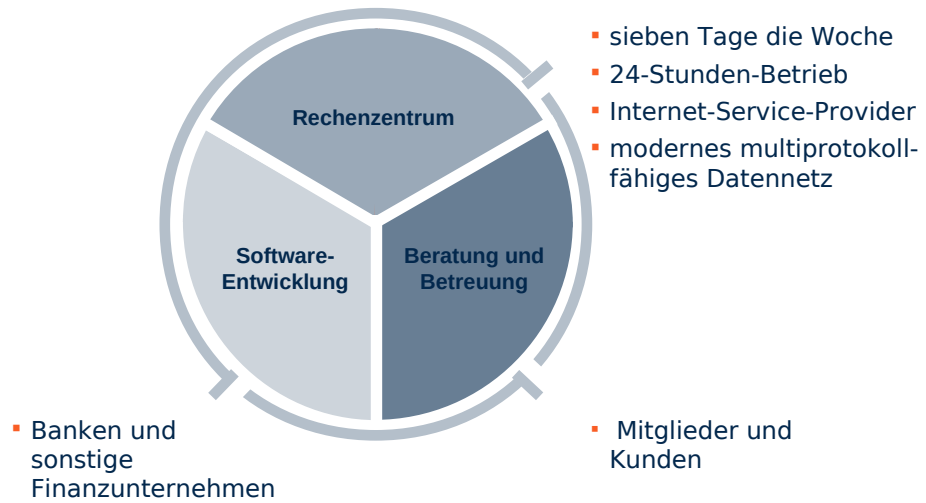 sieben Tage die Woche
24-Stunden-Betrieb
Internet-Service-Provider
modernes multiprotokoll-
fähiges Datennetz
Rechenzentrum
Software-
Entwicklung
Beratung und
Betreuung
Banken und
sonstige
Finanzunternehmen
Mitglieder und
Kunden